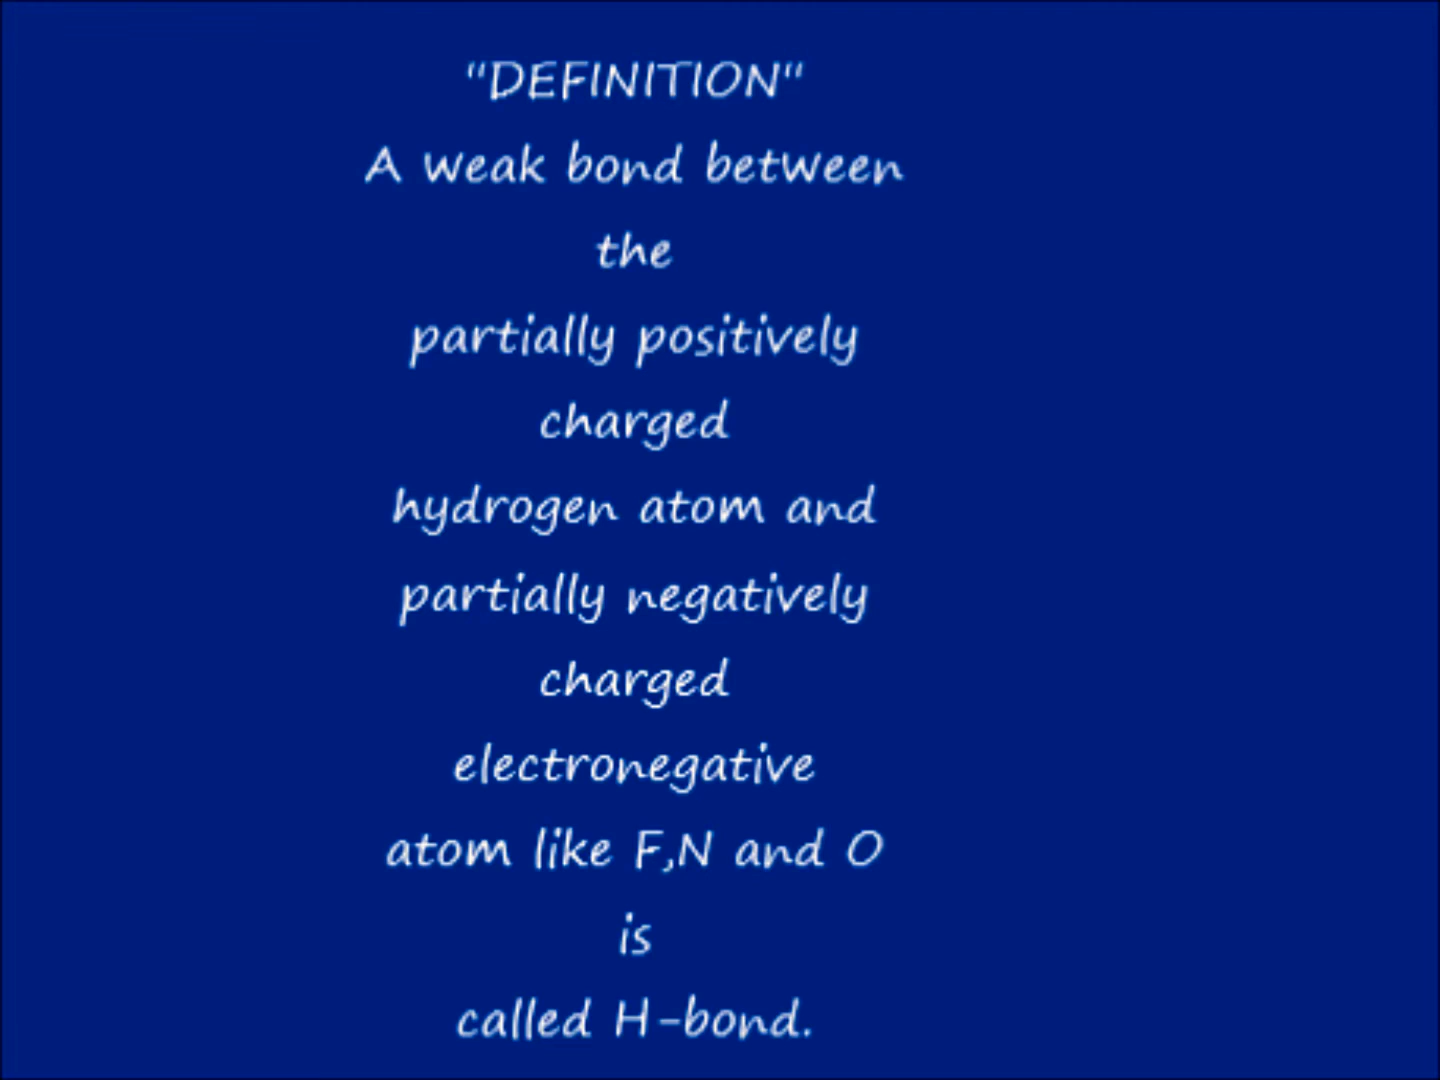 "DEFINITION"
A weak bond between
the
partially positively
charged
hydrogen atom and
partially negatively
charged
electronegative
atom like F,N and O
is
called H-bond.